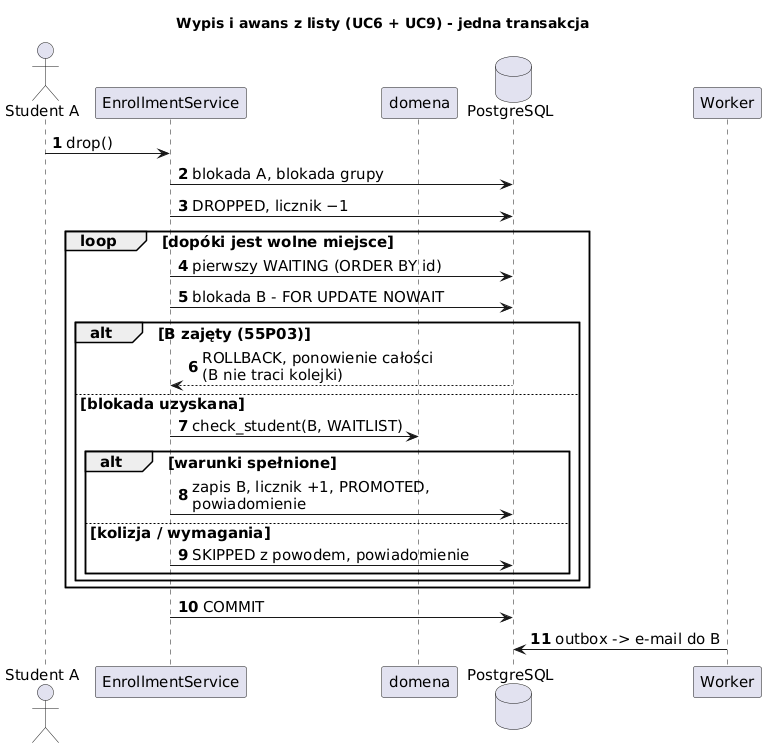 Wypis i awans z listy (UC6 + UC9) - jedna transakcja
Student A
EnrollmentService
domena
PostgreSQL
Worker
1 drop()
2 blokada A, blokada grupy
3 DROPPED, licznik −1
loop [dopóki jest wolne miejsce]
4 pierwszy WAITING (ORDER BY id)
5 blokada B - FOR UPDATE NOWAIT
alt [B zajęty (55P03)]
6 ROLLBACK, ponowienie całości
(B nie traci kolejki)
[blokada uzyskana]
7 check_student(B, WAITLIST)
alt [warunki spełnione]
8 zapis B, licznik +1, PROMOTED,
powiadomienie
[kolizja / wymagania]
9 SKIPPED z powodem, powiadomienie
10 COMMIT
11 outbox -> e-mail do B
Student A
EnrollmentService
domena
PostgreSQL
Worker